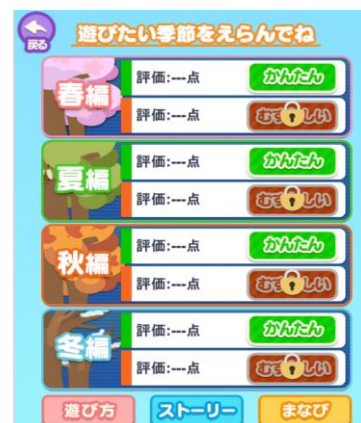 戻る
遊びたい季節をえらんでね
春編
評価:---点
かんたん
評価:---点
むずかしい
夏編
評価:---点
かんたん
評価:---点
むずかしい
秋編
評価:---点
かんたん
評価:---点
むずかしい
冬編
評価:---点
かんたん
評価:---点
むずかしい
遊び方
ストーリー
まなび